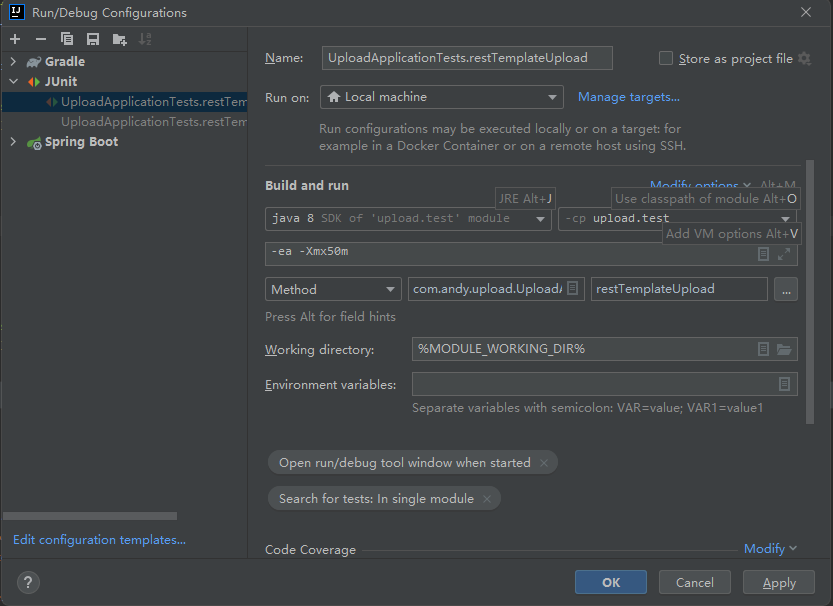 IJ Run/Debug Configurations
Gradle
JUnit
UploadApplicationTests.restTem
UploadApplicationTests.restTem
Spring Boot
Edit configuration templates...
Name: UploadApplicationTests.restTemplateUpload Store as project file
Run on: Local machine Manage targets...
Run configurations may be executed locally or on a target: for
example in a Docker Container or on a remote host using SSH.
Build and run Modify options Alt+M
JRE Alt+J Use classpath of module Alt+O
java 8 SDK of 'upload.test' module -cp upload.test
Add VM options Alt+V
-ea -Xmx50m
Method com.andy.upload.Upload restTemplateUpload ...
Press Alt for field hints
Working directory: %MODULE_WORKING_DIR%
Environment variables:
Separate variables with semicolon: VAR=value; VAR1=value1
Open run/debug tool window when started
Search for tests: In single module
Code Coverage Modify
? OK Cancel Apply